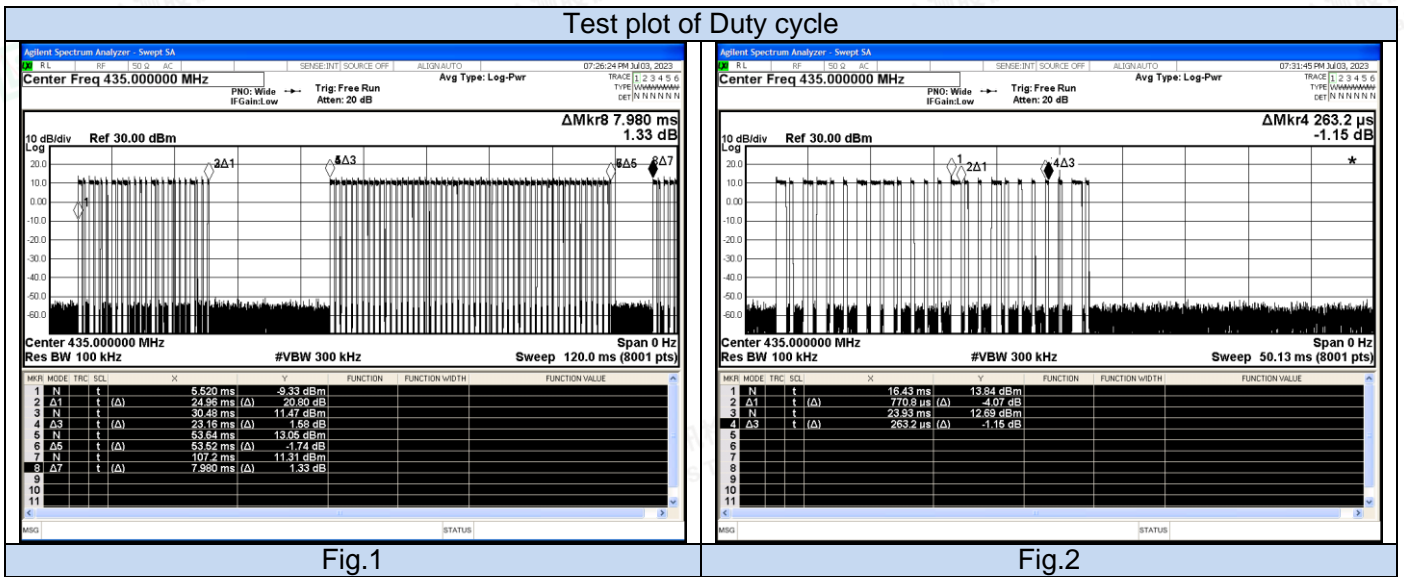 Test plot of Duty cycle
Agilent Spectrum Analyzer - Swept SA
RL RF 50 Ω AC SENSE:INT SOURCE OFF ALIGNAUTO 07:26:24 PM Jul 03, 2023
Center Freq 435.000000 MHz Avg Type: Log-Pwr TRACE 1 2 3 4 5 6
PNO: Wide Trig: Free Run TYPE
IFGain:Low Atten: 20 dB DET N N N N N N
ΔMkr8 7.980 ms
1.33 dB
10 dB/div Ref 30.00 dBm
Log
20.0
10.0
0.00
-10.0
-20.0
-30.0
-40.0
-50.0
-60.0
1
2Δ1
4Δ3
6Δ5
8Δ7
Center 435.000000 MHz Span 0 Hz
Res BW 100 kHz #VBW 300 kHz Sweep 120.0 ms (8001 pts)
MKR MODE TRC SCL X Y FUNCTION FUNCTION WIDTH FUNCTION VALUE
1 N t 5.520 ms -9.33 dBm
2 Δ1 t (Δ) 24.96 ms (Δ) 20.80 dB
3 N t 30.48 ms 11.47 dBm
4 Δ3 t (Δ) 23.16 ms (Δ) 1.58 dB
5 N t 53.64 ms 13.05 dBm
6 Δ5 t (Δ) 53.52 ms (Δ) -1.74 dB
7 N t 107.2 ms 11.31 dBm
8 Δ7 t (Δ) 7.980 ms (Δ) 1.33 dB
9
10
11
MSG STATUS
Fig.1
Agilent Spectrum Analyzer - Swept SA
RL RF 50 Ω AC SENSE:INT SOURCE OFF ALIGNAUTO 07:31:45 PM Jul 03, 2023
Center Freq 435.000000 MHz Avg Type: Log-Pwr TRACE 1 2 3 4 5 6
PNO: Wide Trig: Free Run TYPE
IFGain:Low Atten: 20 dB DET N N N N N N
ΔMkr4 263.2 µs
-1.15 dB
10 dB/div Ref 30.00 dBm
Log
20.0
10.0
0.00
-10.0
-20.0
-30.0
-40.0
-50.0
-60.0
1
2Δ1
4Δ3
*
Center 435.000000 MHz Span 0 Hz
Res BW 100 kHz #VBW 300 kHz Sweep 50.13 ms (8001 pts)
MKR MODE TRC SCL X Y FUNCTION FUNCTION WIDTH FUNCTION VALUE
1 N t 16.43 ms 13.84 dBm
2 Δ1 t (Δ) 770.8 µs (Δ) -4.07 dB
3 N t 23.93 ms 12.69 dBm
4 Δ3 t (Δ) 263.2 µs (Δ) -1.15 dB
5
6
7
8
9
10
11
MSG STATUS
Fig.2